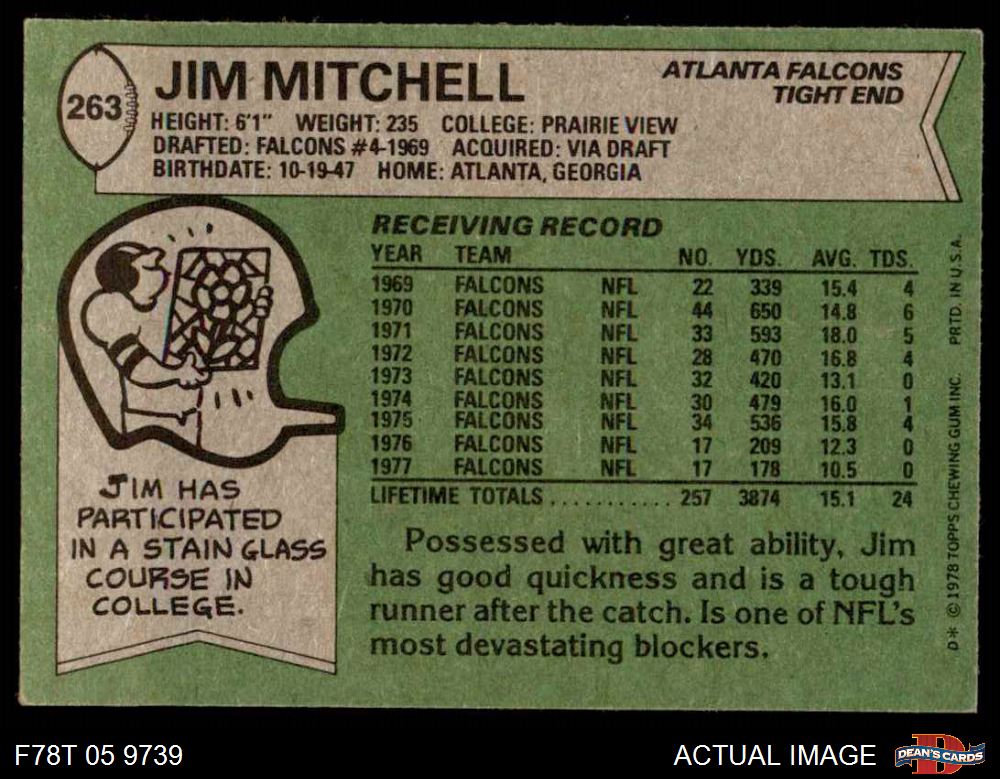 263
JIM MITCHELL
ATLANTA FALCONS
TIGHT END
HEIGHT: 6'1" WEIGHT: 235 COLLEGE: PRAIRIE VIEW
DRAFTED: FALCONS #4-1969 ACQUIRED: VIA DRAFT
BIRTHDATE: 10-19-47 HOME: ATLANTA, GEORGIA
RECEIVING RECORD
YEAR TEAM NO. YDS. AVG. TDS.
1969 FALCONS NFL 22 339 15.4 4
1970 FALCONS NFL 44 650 14.8 6
1971 FALCONS NFL 33 593 18.0 5
1972 FALCONS NFL 28 470 16.8 4
1973 FALCONS NFL 32 420 13.1 0
1974 FALCONS NFL 30 479 16.0 1
1975 FALCONS NFL 34 536 15.8 4
1976 FALCONS NFL 17 209 12.3 0
1977 FALCONS NFL 17 178 10.5 0
LIFETIME TOTALS........... 257 3874 15.1 24
JIM HAS
PARTICIPATED
IN A STAIN GLASS
COURSE IN
COLLEGE.
Possessed with great ability, Jim
has good quickness and is a tough
runner after the catch. Is one of NFL's
most devastating blockers.
D* © 1978 TOPPS CHEWING GUM INC. PRTD. IN U.S.A.
F78T 05 9739
ACTUAL IMAGE
D
DEAN'S CARDS